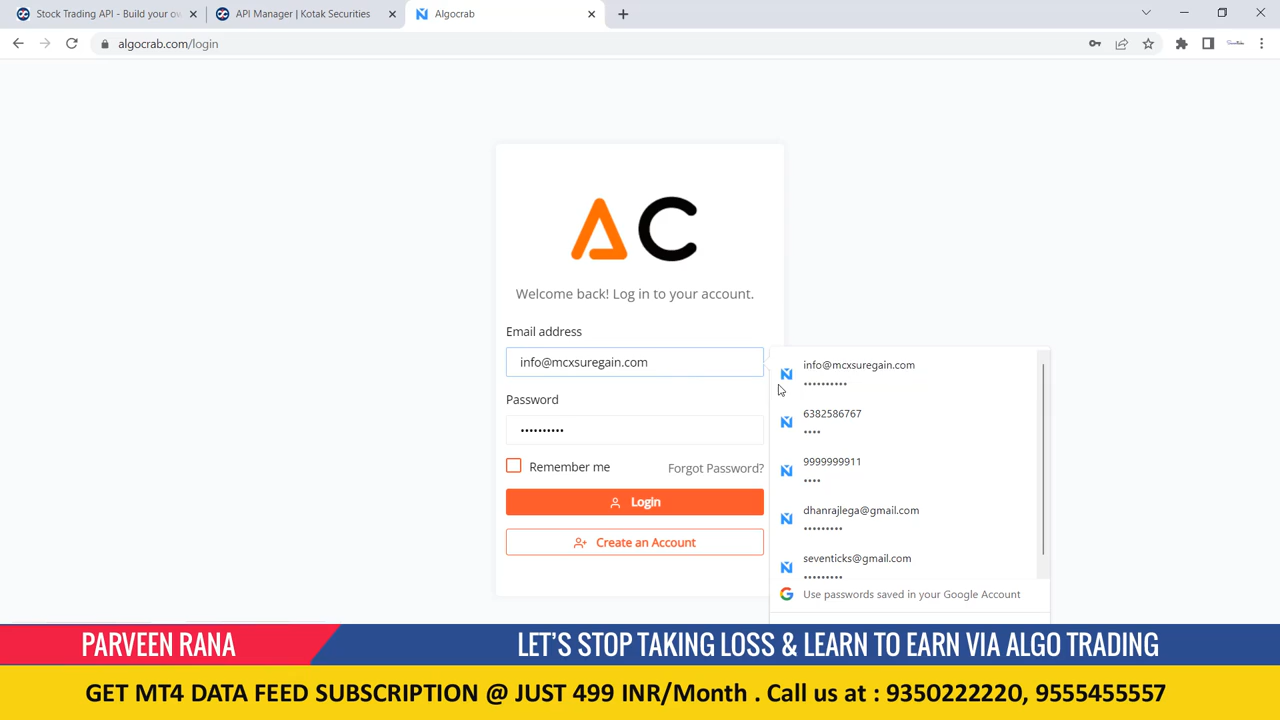 Stock Trading API - Build your ow
API Manager | Kotak Securities
Algocrab
algocrab.com/login
AC
Welcome back! Log in to your account.
Email address
info@mcxsuregain.com
Password
••••••••••
Remember me
Forgot Password?
Login
Create an Account
info@mcxsuregain.com
••••••••••
6382586767
••••
9999999911
••••
dhanrajlega@gmail.com
•••••••••
seventicks@gmail.com
•••••••••
Use passwords saved in your Google Account
PARVEEN RANA
LET'S STOP TAKING LOSS & LEARN TO EARN VIA ALGO TRADING
GET MT4 DATA FEED SUBSCRIPTION @ JUST 499 INR/Month . Call us at : 9350222220, 9555455557